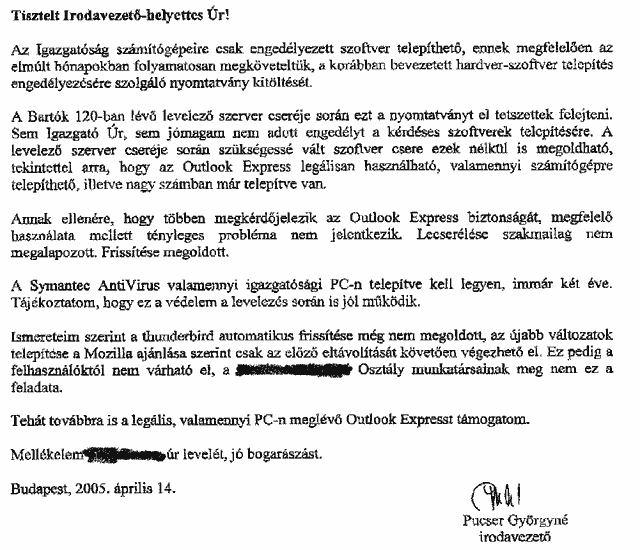 Tisztelt Irodavezető-helyettes Úr!
Az Igazgatóság számítógépeire csak engedélyezett szoftver telepíthető, ennek megfelelően az
elmúlt hónapokban folyamatosan megköveteltük, a korábban bevezetett hardver-szoftver telepítés
engedélyezésére szolgáló nyomtatvány kitöltését.
A Bartók 120-ban lévő levelező szerver cseréje során ezt a nyomtatványt el tetszettek felejteni.
Sem Igazgató Úr, sem jómagam nem adott engedélyt a kérdéses szoftverek telepítésére. A
levelező szerver cseréje során szükségessé vált szoftver csere ezek nélkül is megoldható,
tekintettel arra, hogy az Outlook Express legálisan használható, valamennyi számítógépre
telepíthető, illetve nagy számban már telepítve van.
Annak ellenére, hogy többen megkérdőjelezik az Outlook Express biztonságát, megfelelő
használata mellett tényleges probléma nem jelentkezik. Lecserélése szakmailag nem
megalapozott. Frissítése megoldott.
A Symantec AntiVirus valamennyi igazgatósági PC-n telepítve kell legyen, immár két éve.
Tájékoztatom, hogy ez a védelem a levelezés során is jól működik.
Ismereteim szerint a thunderbird automatikus frissítése még nem megoldott, az újabb változatok
telepítése a Mozilla ajánlása szerint csak az előző eltávolítását követően végezhető el. Ez pedig a
felhasználóktól nem várható el, a Osztály munkatársainak meg nem ez a
feladata.
Tehát továbbra is a legális, valamennyi PC-n meglévő Outlook Expresst támogatom.
Mellékelem úr levelét, jó bogarászást.
Budapest, 2005. április 14.
Pucser Györgyné
irodavezető